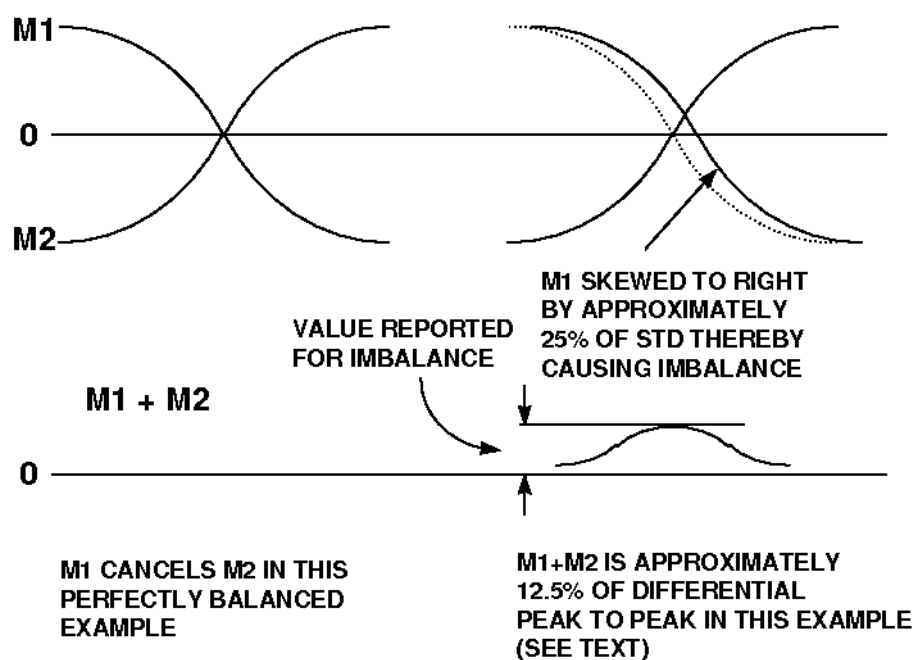 M1
0
M2
M1 SKEWED TO RIGHT
BY APPROXIMATELY
25% OF STD THEREBY
CAUSING IMBALANCE
VALUE REPORTED
FOR IMBALANCE
M1 + M2
0
M1 CANCELS M2 IN THIS
PERFECTLY BALANCED
EXAMPLE
M1+M2 IS APPROXIMATELY
12.5% OF DIFFERENTIAL
PEAK TO PEAK IN THIS EXAMPLE
(SEE TEXT)